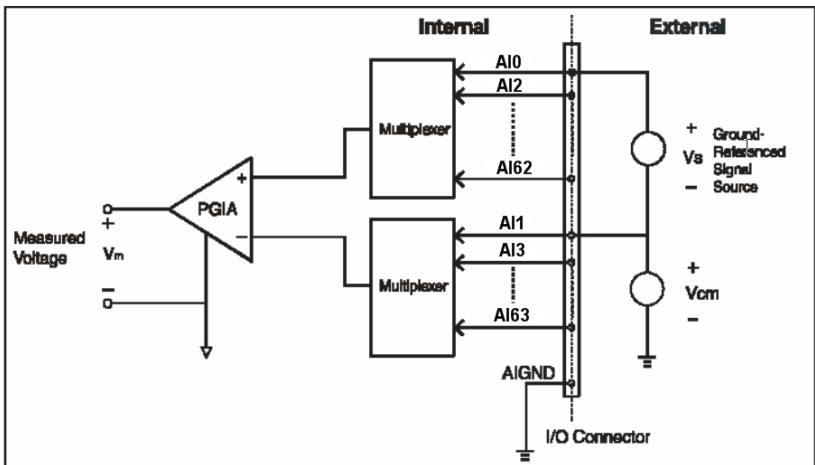 Internal
External
AI0
AI2
Multiplexer
AI62
+
Vs
−
Ground-
Referenced
Signal
Source
+
PGIA
−
Measured
Voltage
+
Vm
−
AI1
AI3
Multiplexer
AI63
+
Vcm
−
AIGND
I/O Connector